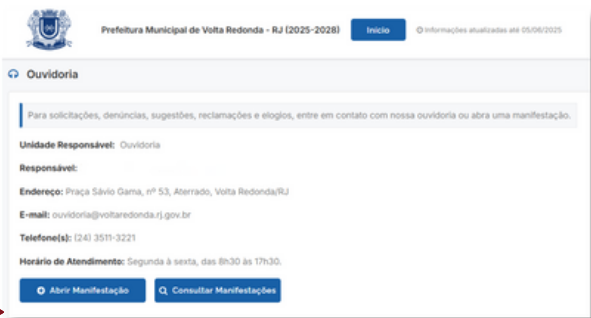 Prefeitura Municipal de Volta Redonda - RJ (2025-2028)
Início
Informações atualizadas até 05/06/2025
Ouvidoria
Para solicitações, denúncias, sugestões, reclamações e elogios, entre em contato com nossa ouvidoria ou abra uma manifestação.
Unidade Responsável: Ouvidoria
Responsável:
Endereço: Praça Sávio Gama, nº 53, Aterrado, Volta Redonda/RJ
E-mail: ouvidoria@voltaredonda.rj.gov.br
Telefone(s): (24) 3511-3221
Horário de Atendimento: Segunda à sexta, das 8h30 às 17h30.
Abrir Manifestação
Consultar Manifestações